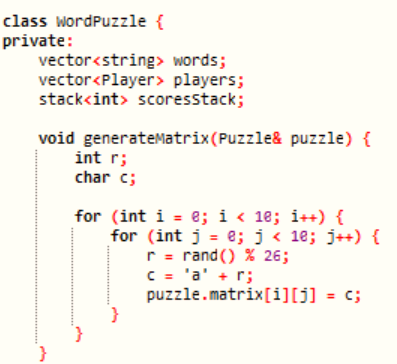 class WordPuzzle {
private:
    vector<string> words;
    vector<Player> players;
    stack<int> scoresStack;

    void generateMatrix(Puzzle& puzzle) {
        int r;
        char c;

        for (int i = 0; i < 10; i++) {
            for (int j = 0; j < 10; j++) {
                r = rand() % 26;
                c = 'a' + r;
                puzzle.matrix[i][j] = c;
            }
        }
    }